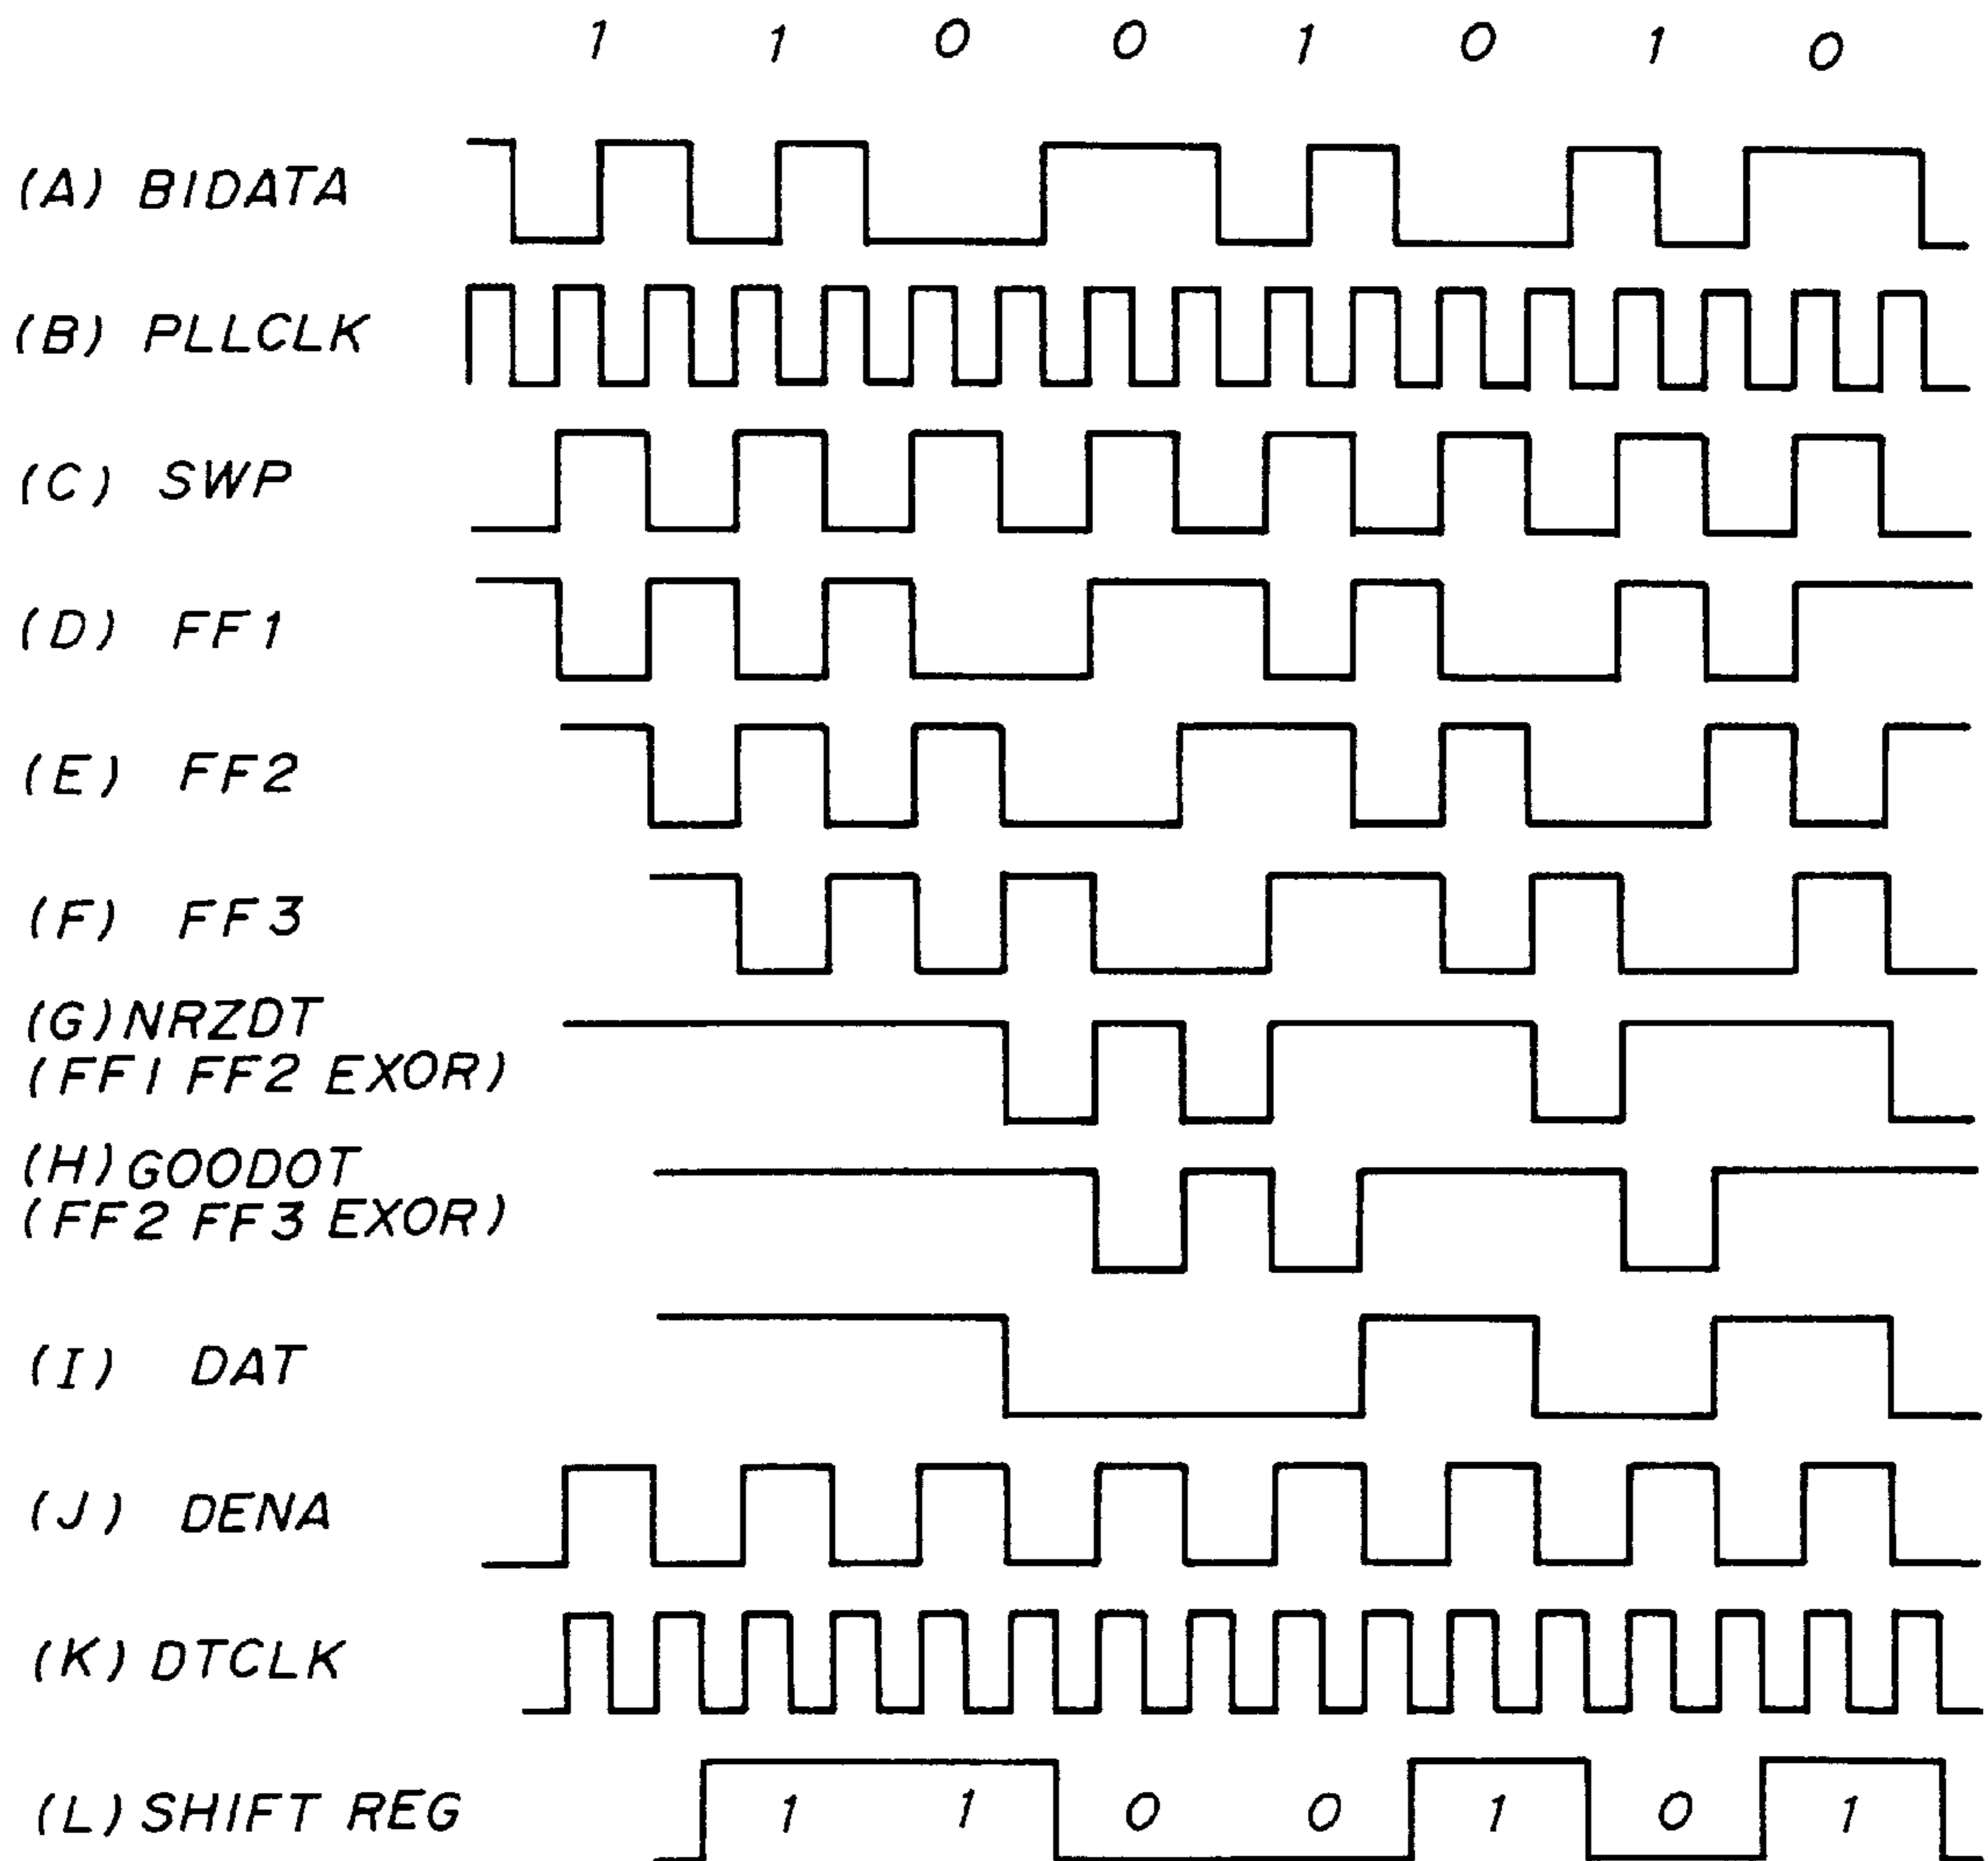 1 1 0 0 1 0 1 0
(A) BIDATA
(B) PLLCLK
(C) SWP
(D) FF1
(E) FF2
(F) FF3
(G) NRZDT
(FF1 FF2 EXOR)
(H) GOODOT
(FF2 FF3 EXOR)
(I) DAT
(J) DENA
(K) DTCLK
(L) SHIFT REG 1 1 0 0 1 0 1